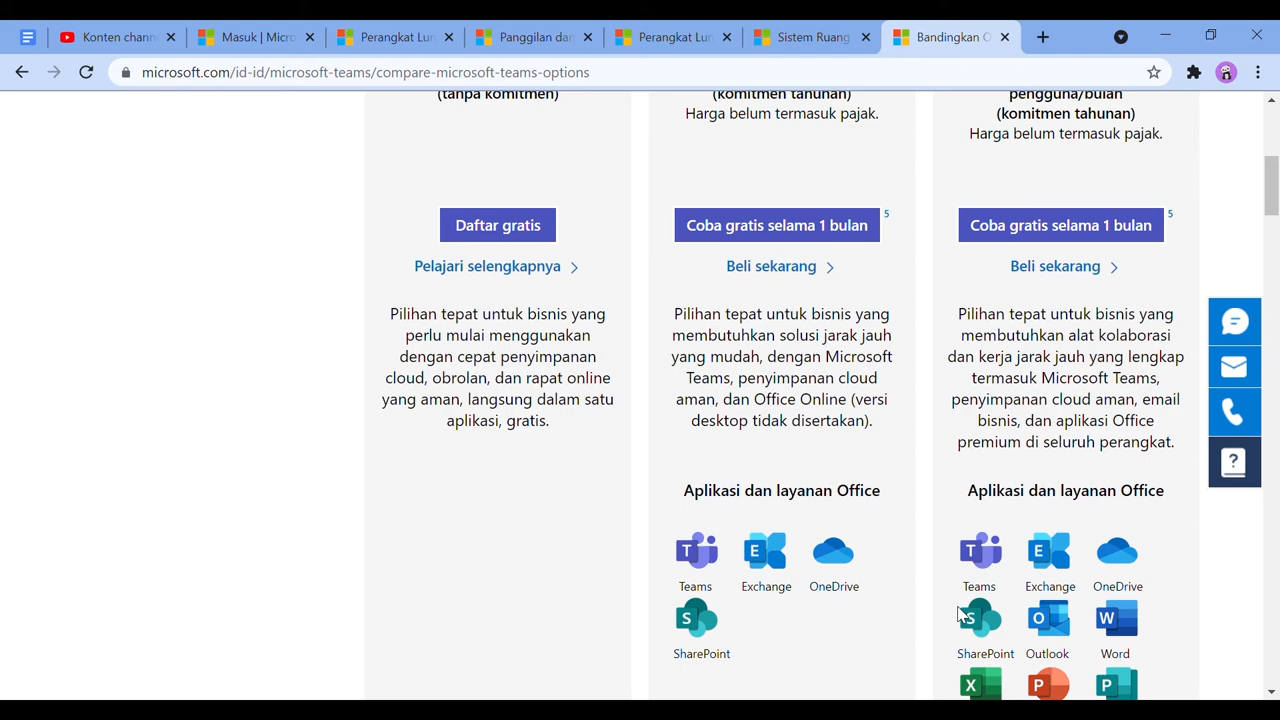 Konten chann
Masuk | Micro
Perangkat Lun
Panggilan dan
Perangkat Lun
Sistem Ruang
Bandingkan O
microsoft.com/id-id/microsoft-teams/compare-microsoft-teams-options
(tanpa komitmen)
Daftar gratis
Pelajari selengkapnya
Pilihan tepat untuk bisnis yang
perlu mulai menggunakan
dengan cepat penyimpanan
cloud, obrolan, dan rapat online
yang aman, langsung dalam satu
aplikasi, gratis.
(komitmen tahunan)
Harga belum termasuk pajak.
Coba gratis selama 1 bulan 5
Beli sekarang
Pilihan tepat untuk bisnis yang
membutuhkan solusi jarak jauh
yang mudah, dengan Microsoft
Teams, penyimpanan cloud
aman, dan Office Online (versi
desktop tidak disertakan).
Aplikasi dan layanan Office
Teams Exchange OneDrive
SharePoint
pengguna/bulan
(komitmen tahunan)
Harga belum termasuk pajak.
Coba gratis selama 1 bulan 5
Beli sekarang
Pilihan tepat untuk bisnis yang
membutuhkan alat kolaborasi
dan kerja jarak jauh yang lengkap
termasuk Microsoft Teams,
penyimpanan cloud aman, email
bisnis, dan aplikasi Office
premium di seluruh perangkat.
Aplikasi dan layanan Office
Teams Exchange OneDrive
SharePoint Outlook Word